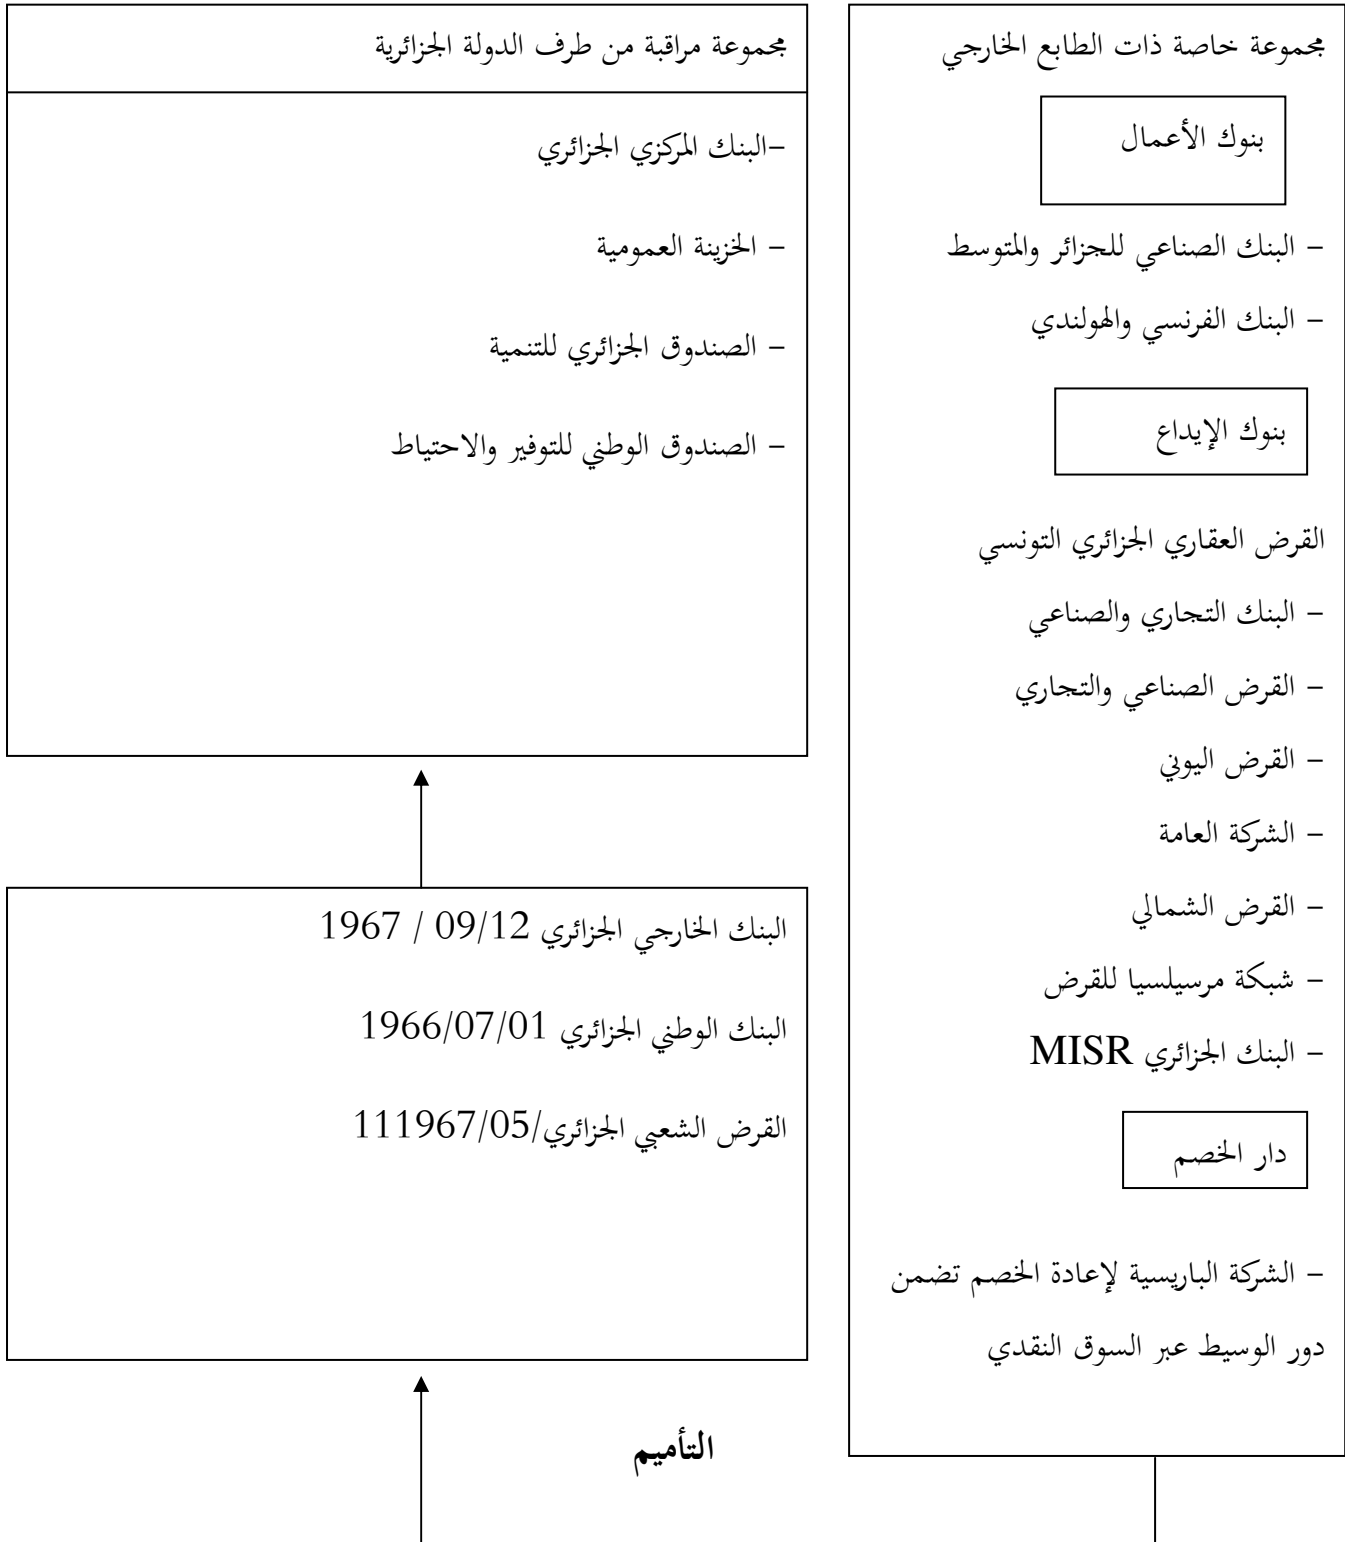 مجموعة خاصة ذات الطابع الخارجي
بنوك الأعمال
– البنك الصناعي للجزائر والمتوسط
– البنك الفرنسي والهولندي
بنوك الإيداع
القرض العقاري الجزائري التونسي
– البنك التجاري والصناعي
– القرض الصناعي والتجاري
– القرض اليوني
– الشركة العامة
– القرض الشمالي
– شبكة مرسيلسيا للقرض
– البنك الجزائري MISR
دار الخصم
– الشركة الباريسية لإعادة الخصم تضمن
دور الوسيط عبر السوق النقدي
مجموعة مراقبة من طرف الدولة الجزائرية
–البنك المركزي الجزائري
– الخزينة العمومية
– الصندوق الجزائري للتنمية
– الصندوق الوطني للتوفير والاحتياط
البنك الخارجي الجزائري 09/12 / 1967
البنك الوطني الجزائري 1966/07/01
القرض الشعبي الجزائري/111967/05
التأميم